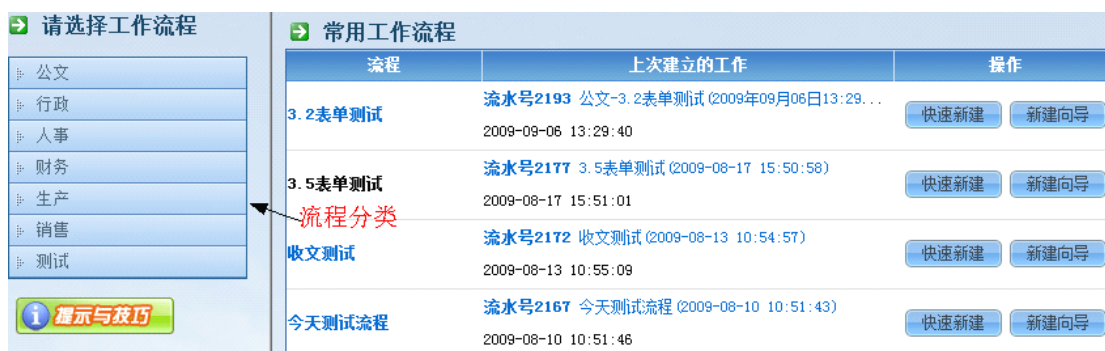 请选择工作流程
公文
行政
人事
财务
生产
销售
测试
提示与技巧
流程分类
常用工作流程
流程 上次建立的工作 操作
3.2表单测试 流水号2193 公文-3.2表单测试(2009年09月06日13:29... 快速新建 新建向导
2009-09-06 13:29:40
3.5表单测试 流水号2177 3.5表单测试(2009-08-17 15:50:58) 快速新建 新建向导
2009-08-17 15:51:01
收文测试 流水号2172 收文测试(2009-08-13 10:54:57) 快速新建 新建向导
2009-08-13 10:55:09
今天测试流程 流水号2167 今天测试流程(2009-08-10 10:51:43) 快速新建 新建向导
2009-08-10 10:51:46